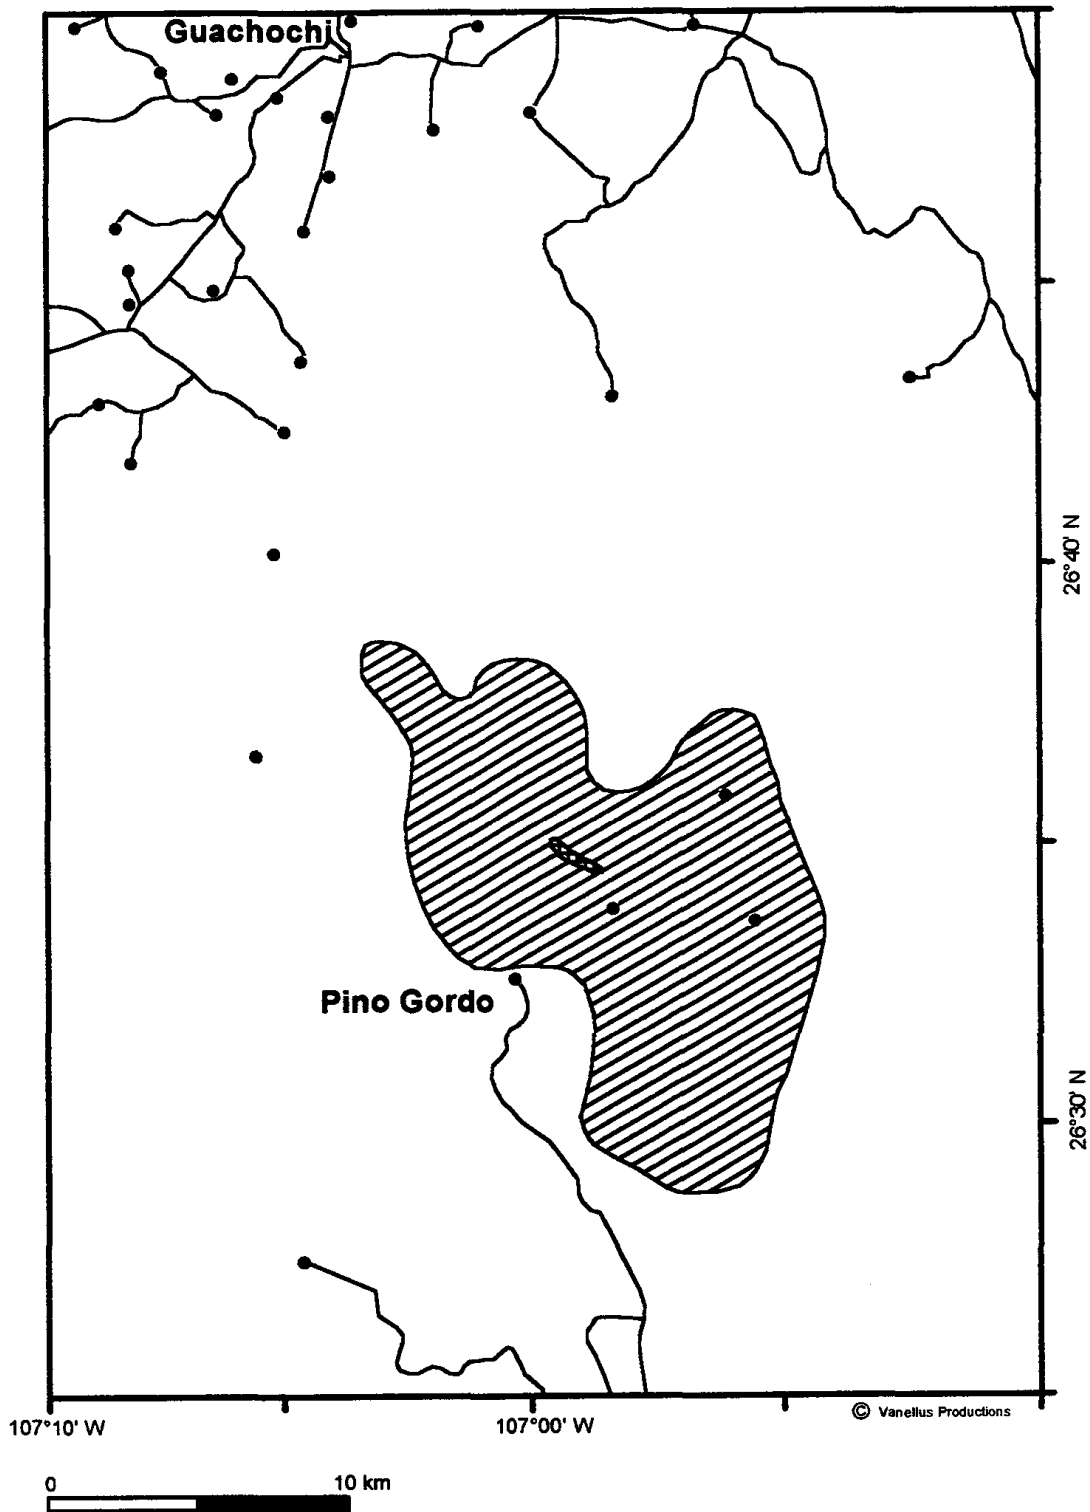 Guachochi
26°40' N
Pino Gordo
26°30' N
107°10' W
107°00' W
© Vanellus Productions
0
10 km